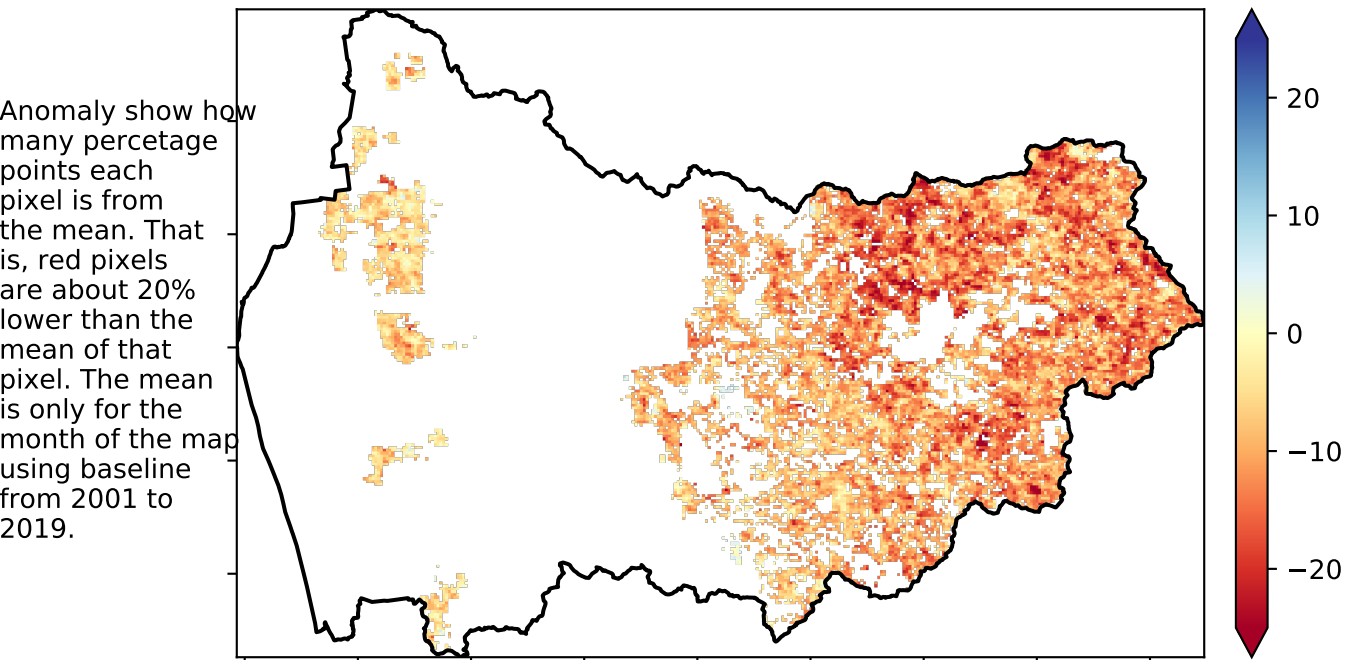 Anomaly show how
many percetage
points each
pixel is from
the mean. That
is, red pixels
are about 20%
lower than the
mean of that
pixel. The mean
is only for the
month of the map
using baseline
from 2001 to
2019.
20
10
0
−10
−20